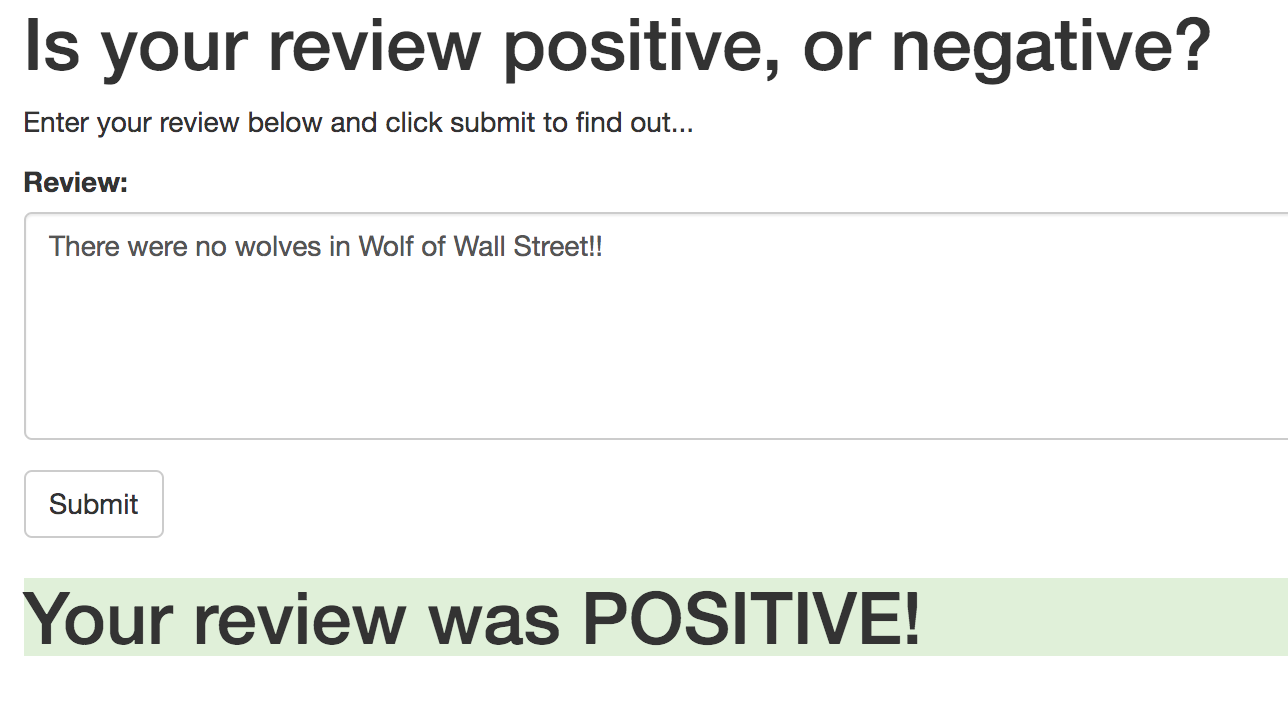 Is your review positive, or negative?
Enter your review below and click submit to find out...
Review:
There were no wolves in Wolf of Wall Street!!
Submit
Your review was POSITIVE!